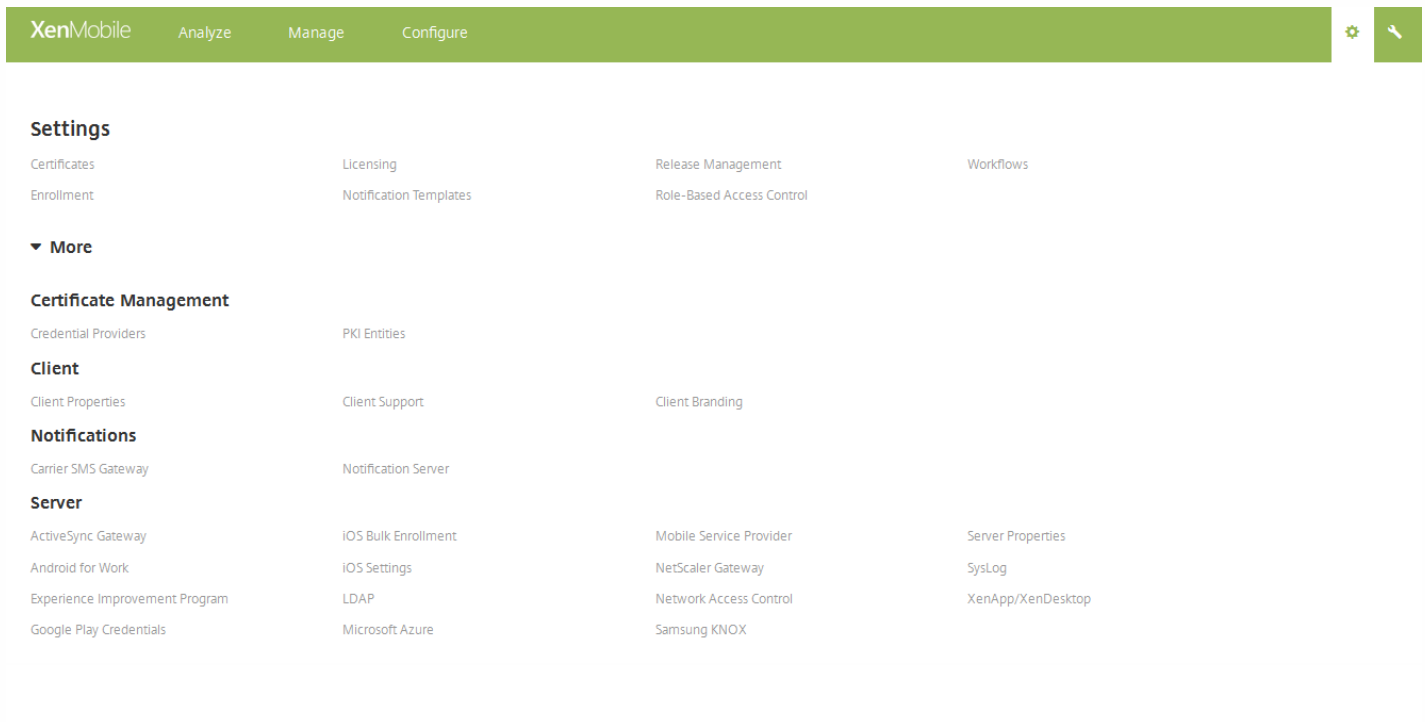 XenMobile Analyze Manage Configure
Settings
Certificates Licensing Release Management Workflows
Enrollment Notification Templates Role-Based Access Control
More
Certificate Management
Credential Providers PKI Entities
Client
Client Properties Client Support Client Branding
Notifications
Carrier SMS Gateway Notification Server
Server
ActiveSync Gateway iOS Bulk Enrollment Mobile Service Provider Server Properties
Android for Work iOS Settings NetScaler Gateway SysLog
Experience Improvement Program LDAP Network Access Control XenApp/XenDesktop
Google Play Credentials Microsoft Azure Samsung KNOX